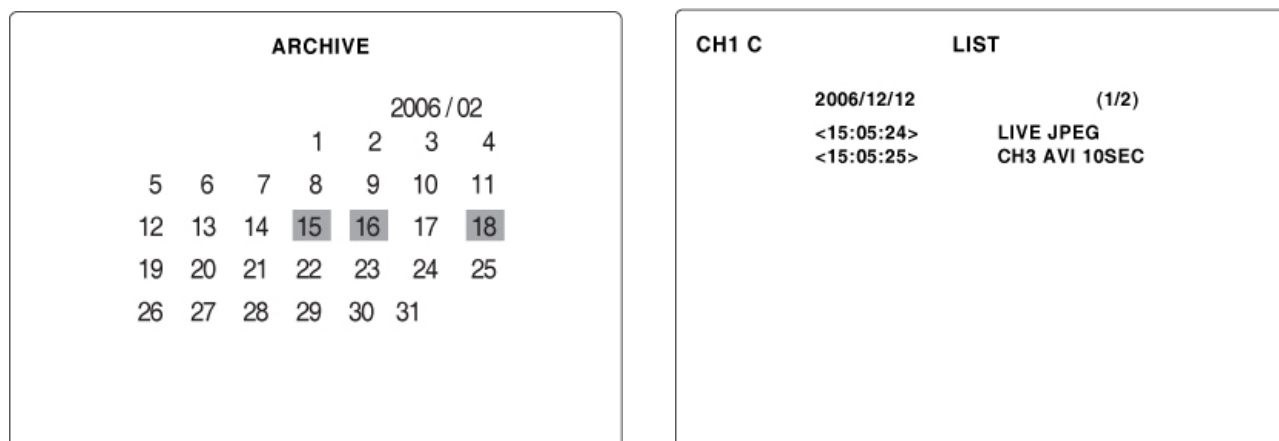 ARCHIVE
2006 / 02
1 2 3 4
5 6 7 8 9 10 11
12 13 14 15 16 17 18
19 20 21 22 23 24 25
26 27 28 29 30 31
CH1 C LIST
2006/12/12 (1/2)
<15:05:24> LIVE JPEG
<15:05:25> CH3 AVI 10SEC